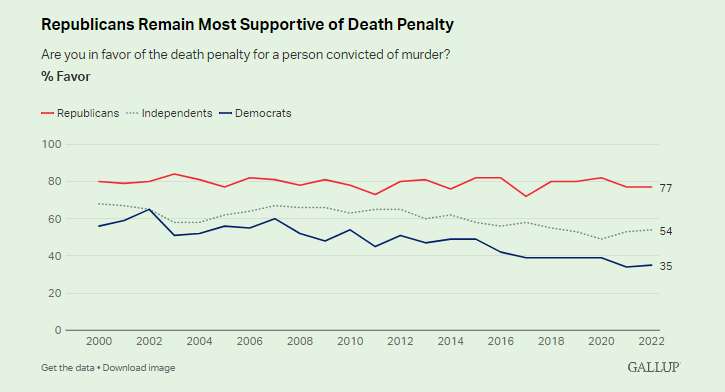 Republicans Remain Most Supportive of Death Penalty
Are you in favor of the death penalty for a person convicted of murder?
% Favor
Republicans Independents Democrats
100
80
60
40
20
0
77
54
35
2000 2002 2004 2006 2008 2010 2012 2014 2016 2018 2020 2022
Get the data • Download image
GALLUP